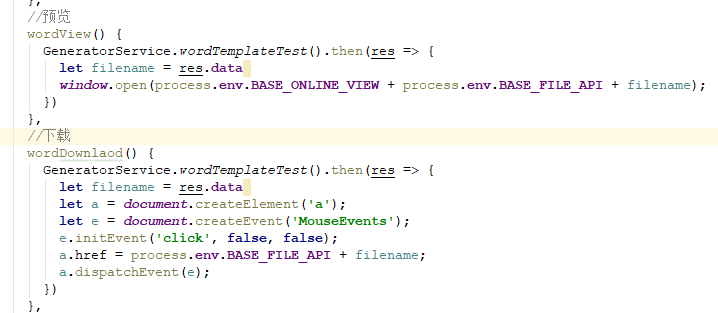 },
//预览
wordView() {
GeneratorService.wordTemplateTest().then(res => {
let filename = res.data
window.open(process.env.BASE_ONLINE_VIEW + process.env.BASE_FILE_API + filename);
})
},
//下载
wordDownlaod() {
GeneratorService.wordTemplateTest().then(res => {
let filename = res.data
let a = document.createElement('a');
let e = document.createEvent('MouseEvents');
e.initEvent('click', false, false);
a.href = process.env.BASE_FILE_API + filename;
a.dispatchEvent(e);
})
},